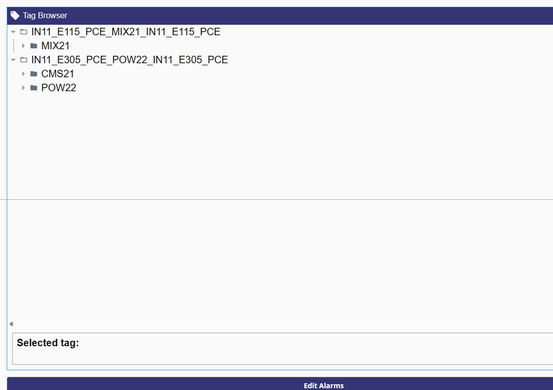 Tag Browser
IN11_E115_PCE_MIX21_IN11_E115_PCE
MIX21
IN11_E305_PCE_POW22_IN11_E305_PCE
CMS21
POW22
Selected tag:
Edit Alarms